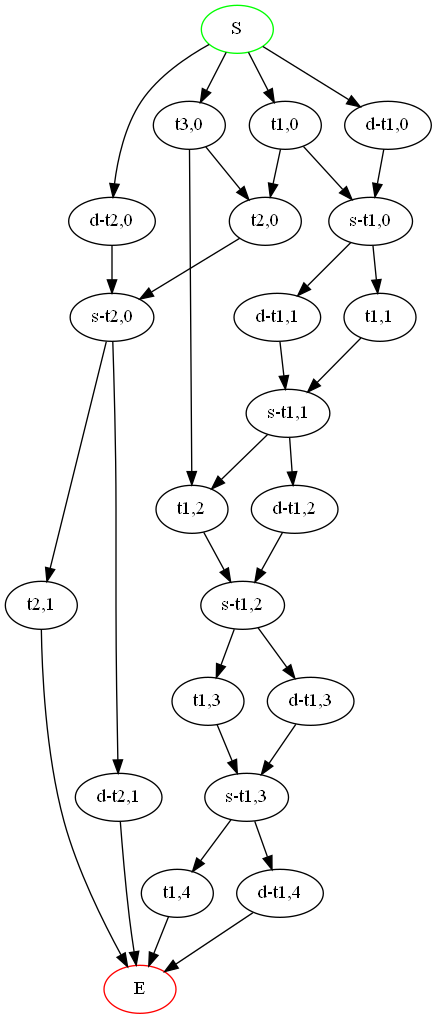 S
t3,0
t1,0
d-t1,0
d-t2,0
t2,0
s-t1,0
s-t2,0
d-t1,1
t1,1
s-t1,1
t1,2
d-t1,2
t2,1
s-t1,2
t1,3
d-t1,3
d-t2,1
s-t1,3
t1,4
d-t1,4
E